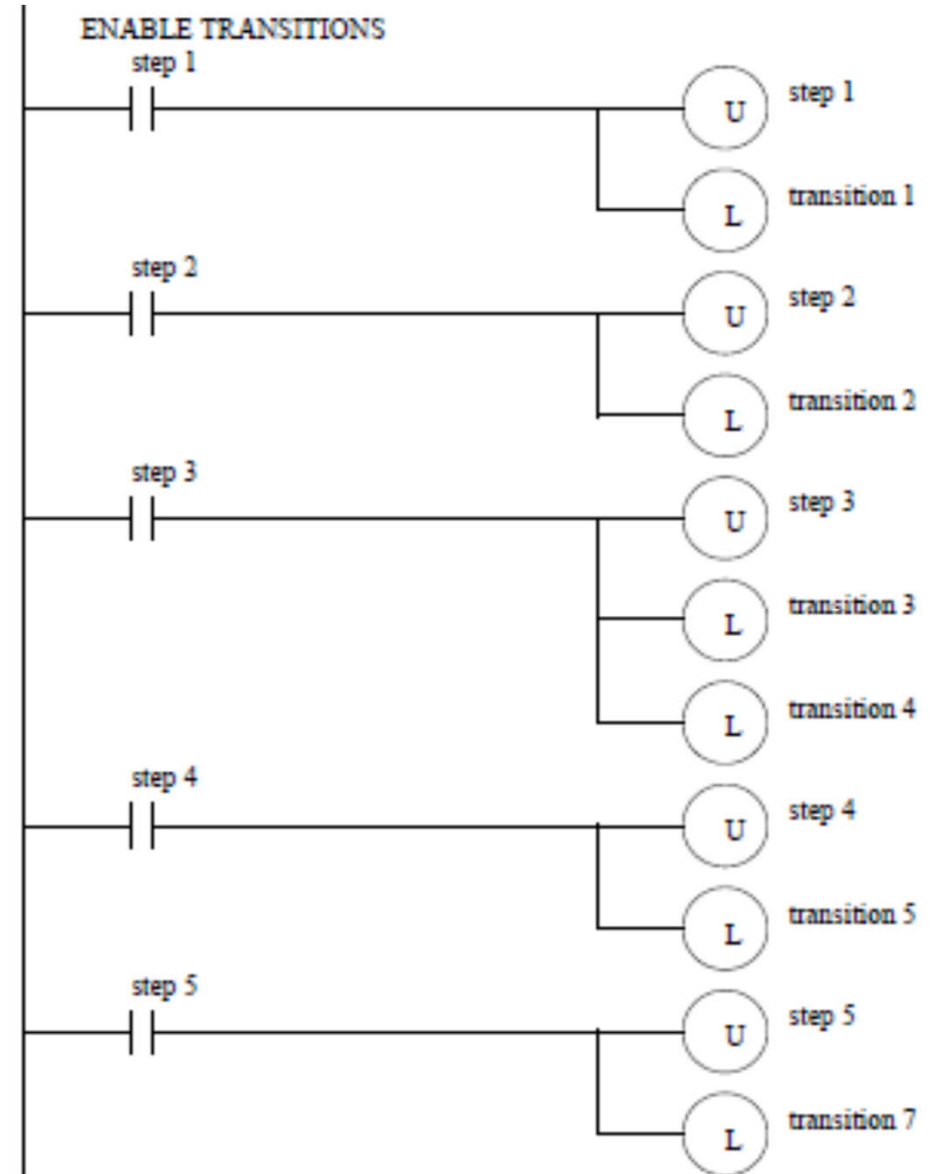 ENABLE TRANSITIONS
step 1
U
step 1
L
transition 1
step 2
U
step 2
L
transition 2
step 3
U
step 3
L
transition 3
L
transition 4
step 4
U
step 4
L
transition 5
step 5
U
step 5
L
transition 7